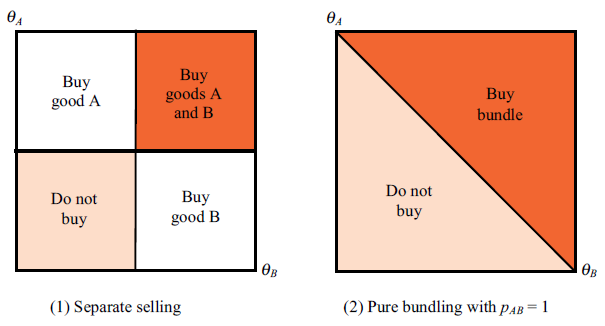 θA
Buy
good A
Buy
goods A
and B
Do not
buy
Buy
good B
θB
(1) Separate selling
θA
Buy
bundle
Do not
buy
θB
(2) Pure bundling with pAB = 1